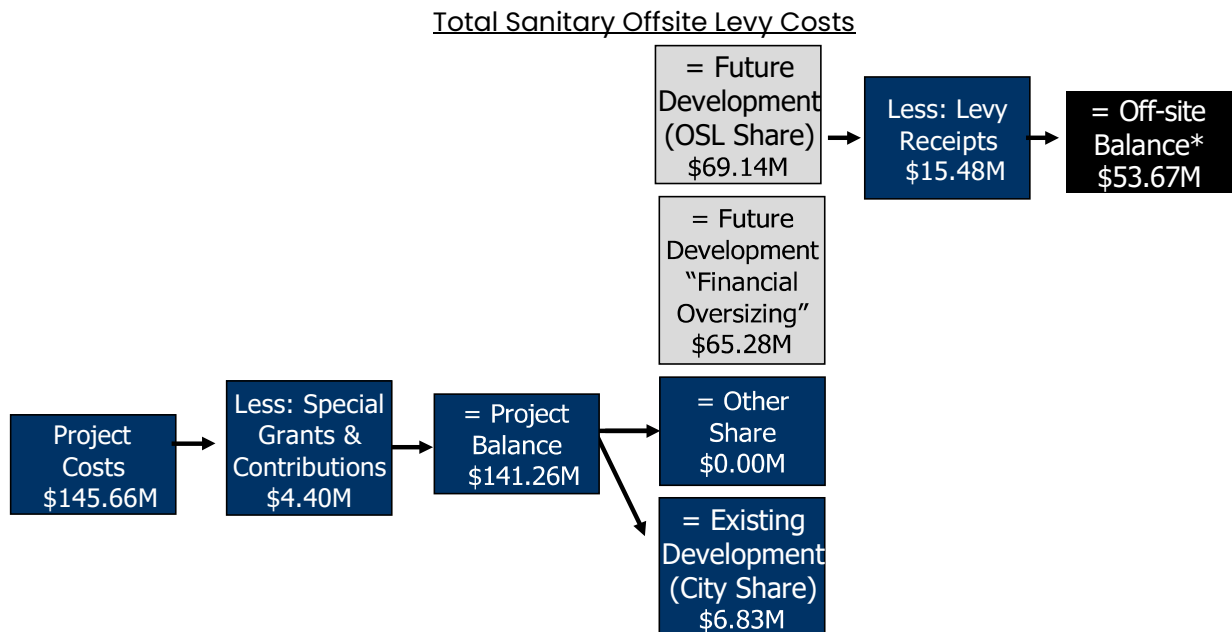 Total Sanitary Offsite Levy Costs
= Future
Development
(OSL Share)
$69.14M
Less: Levy
Receipts
$15.48M
= Off-site
Balance*
$53.67M
= Future
Development
“Financial
Oversizing”
$65.28M
Project
Costs
$145.66M
Less: Special
Grants &
Contributions
$4.40M
= Project
Balance
$141.26M
= Other
Share
$0.00M
= Existing
Development
(City Share)
$6.83M